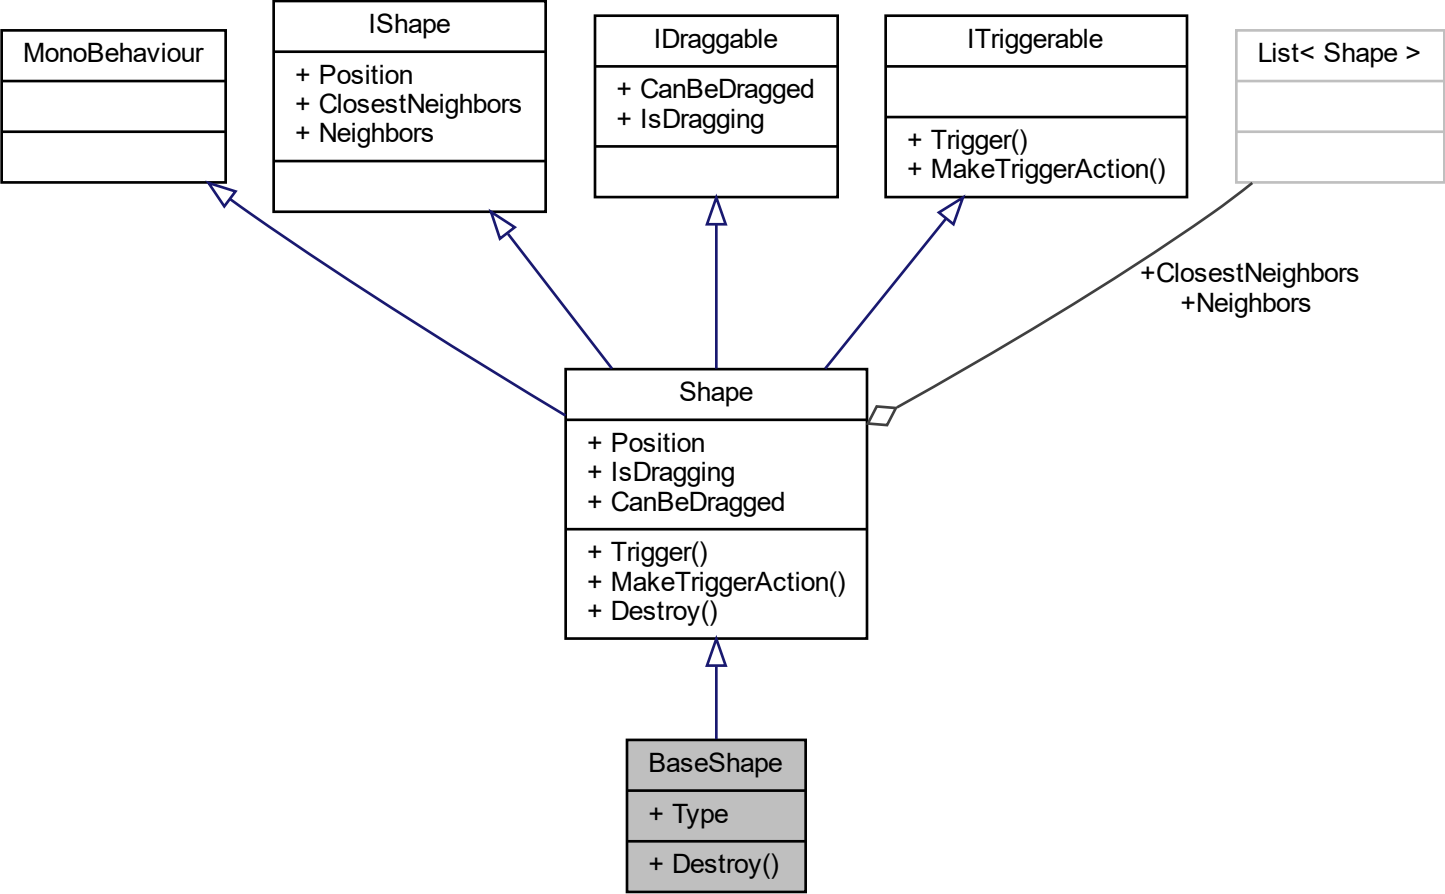 MonoBehaviour
IShape
+ Position
+ ClosestNeighbors
+ Neighbors
IDraggable
+ CanBeDragged
+ IsDragging
ITriggerable
+ Trigger()
+ MakeTriggerAction()
List< Shape >
+ClosestNeighbors
+Neighbors
Shape
+ Position
+ IsDragging
+ CanBeDragged
+ Trigger()
+ MakeTriggerAction()
+ Destroy()
BaseShape
+ Type
+ Destroy()